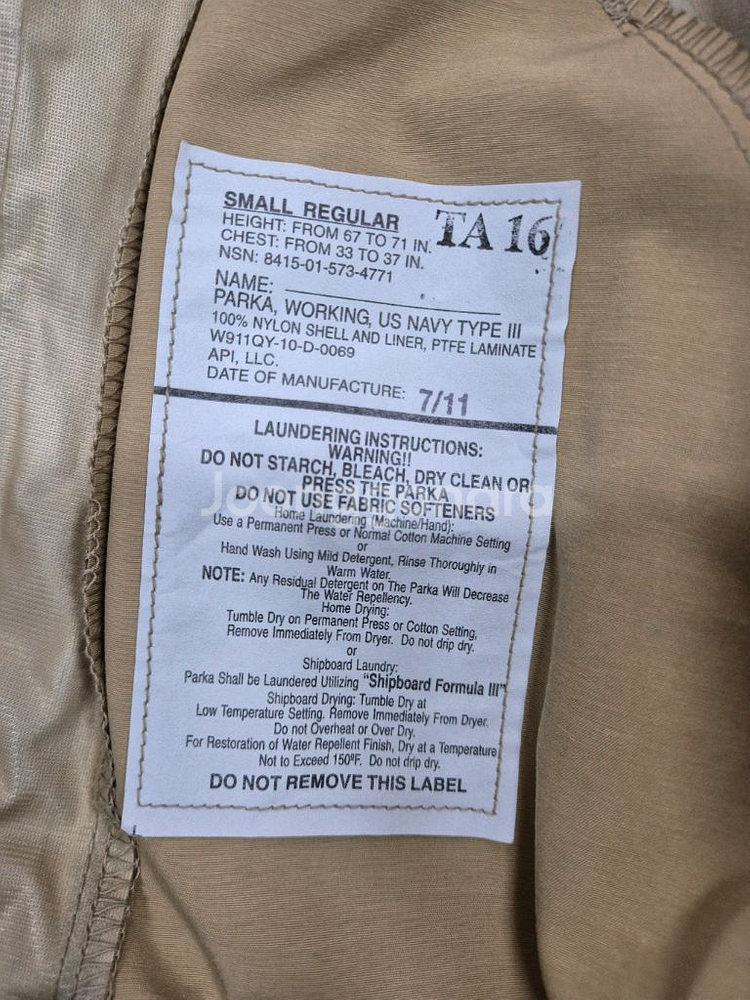 SMALL REGULAR
TA 16
HEIGHT: FROM 67 TO 71 IN.
CHEST: FROM 33 TO 37 IN.
NSN: 8415-01-573-4771
NAME:
PARKA, WORKING, US NAVY TYPE III
100% NYLON SHELL AND LINER, PTFE LAMINATE
W911QY-10-D-0069
API, LLC.
DATE OF MANUFACTURE: 7/11
LAUNDERING INSTRUCTIONS:
WARNING!!
DO NOT STARCH, BLEACH, DRY CLEAN OR
PRESS THE PARKA
DO NOT USE FABRIC SOFTENERS
Home Laundering (Machine/Hand):
Use a Permanent Press or Normal Cotton Machine Setting
or
Hand Wash Using Mild Detergent, Rinse Thoroughly in
Warm Water.
NOTE: Any Residual Detergent on The Parka Will Decrease
The Water Repellency.
Home Drying:
Tumble Dry on Permanent Press or Cotton Setting,
Remove Immediately From Dryer. Do not drip dry.
or
Shipboard Laundry:
Parka Shall be Laundered Utilizing "Shipboard Formula III"
Shipboard Drying: Tumble Dry at
Low Temperature Setting. Remove Immediately From Dryer.
Do not Overheat or Over Dry.
For Restoration of Water Repellent Finish, Dry at a Temperature
Not to Exceed 150ºF. Do not drip dry.
DO NOT REMOVE THIS LABEL